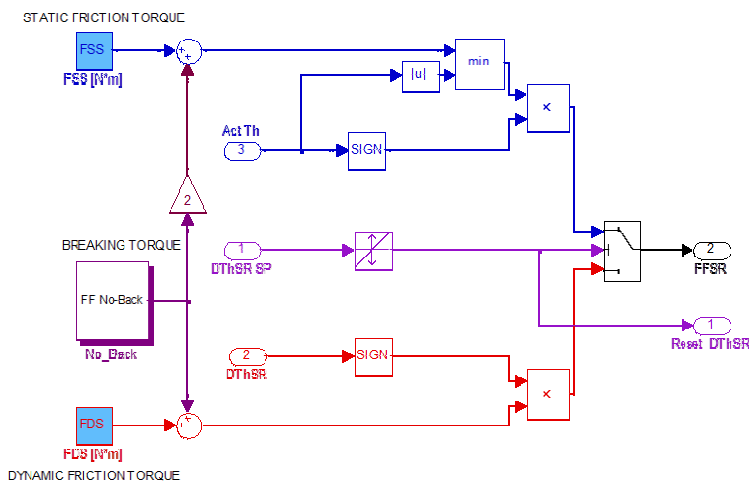 STATIC FRICTION TORQUE
FSS
FSS [N*m]
min
|u|
×
Act Th
3
SIGN
2
BREAKING TORQUE
1
DThSR SP
2
FFSR
FF No-Back
No_Back
1
Reset DThSR
2
DThSR
SIGN
×
FDS
FDS [N*m]
DYNAMIC FRICTION TORQUE